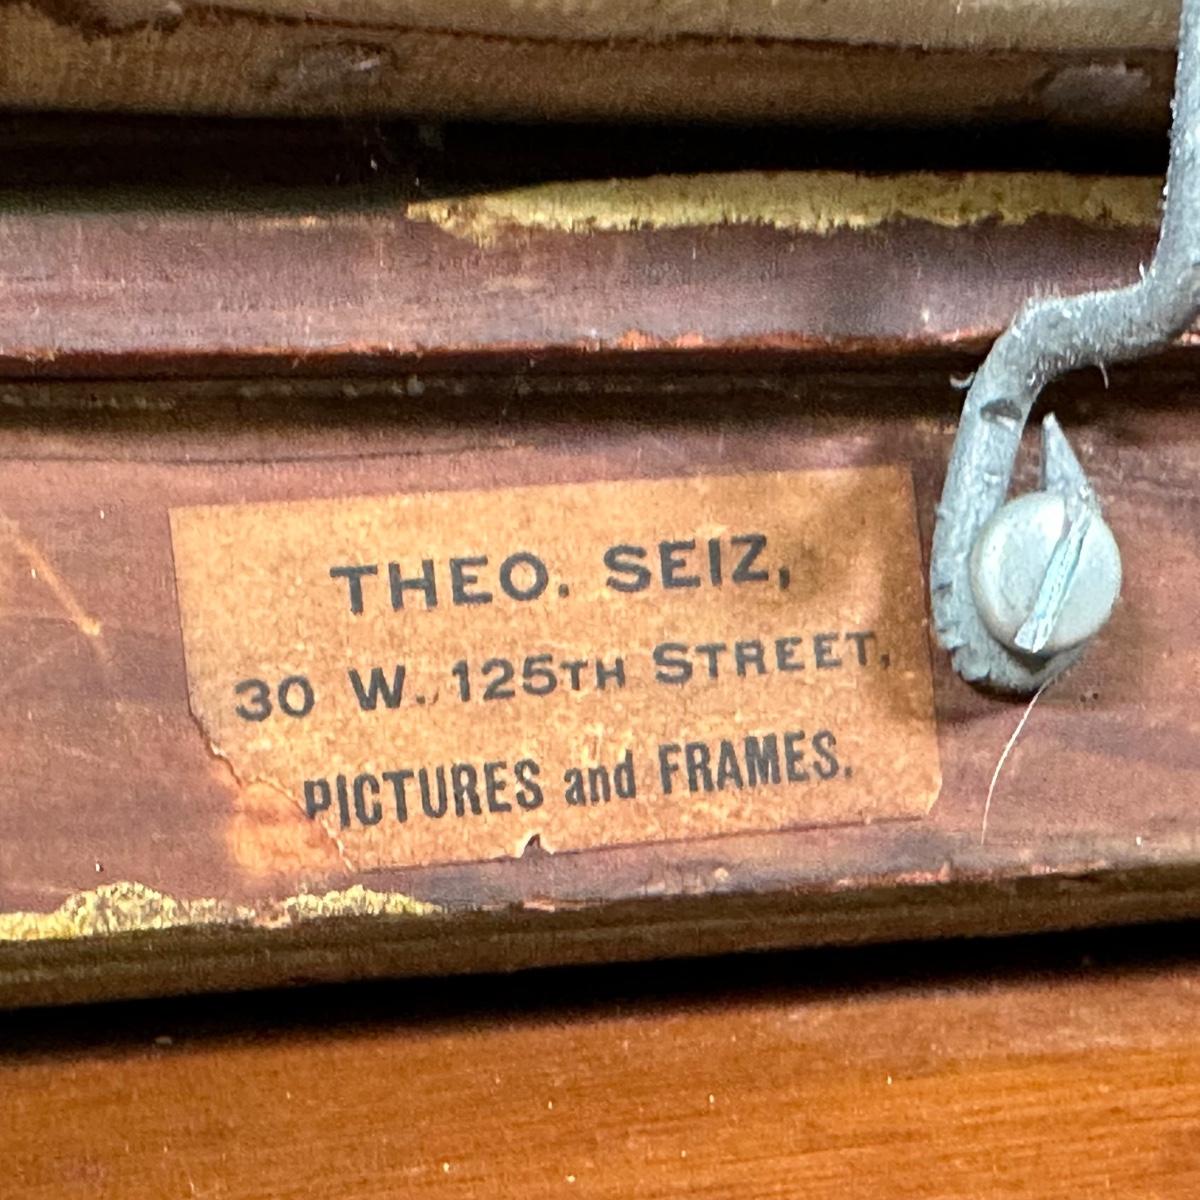 THEO. SEIZ,
30 W. 125TH STREET,
PICTURES and FRAMES.